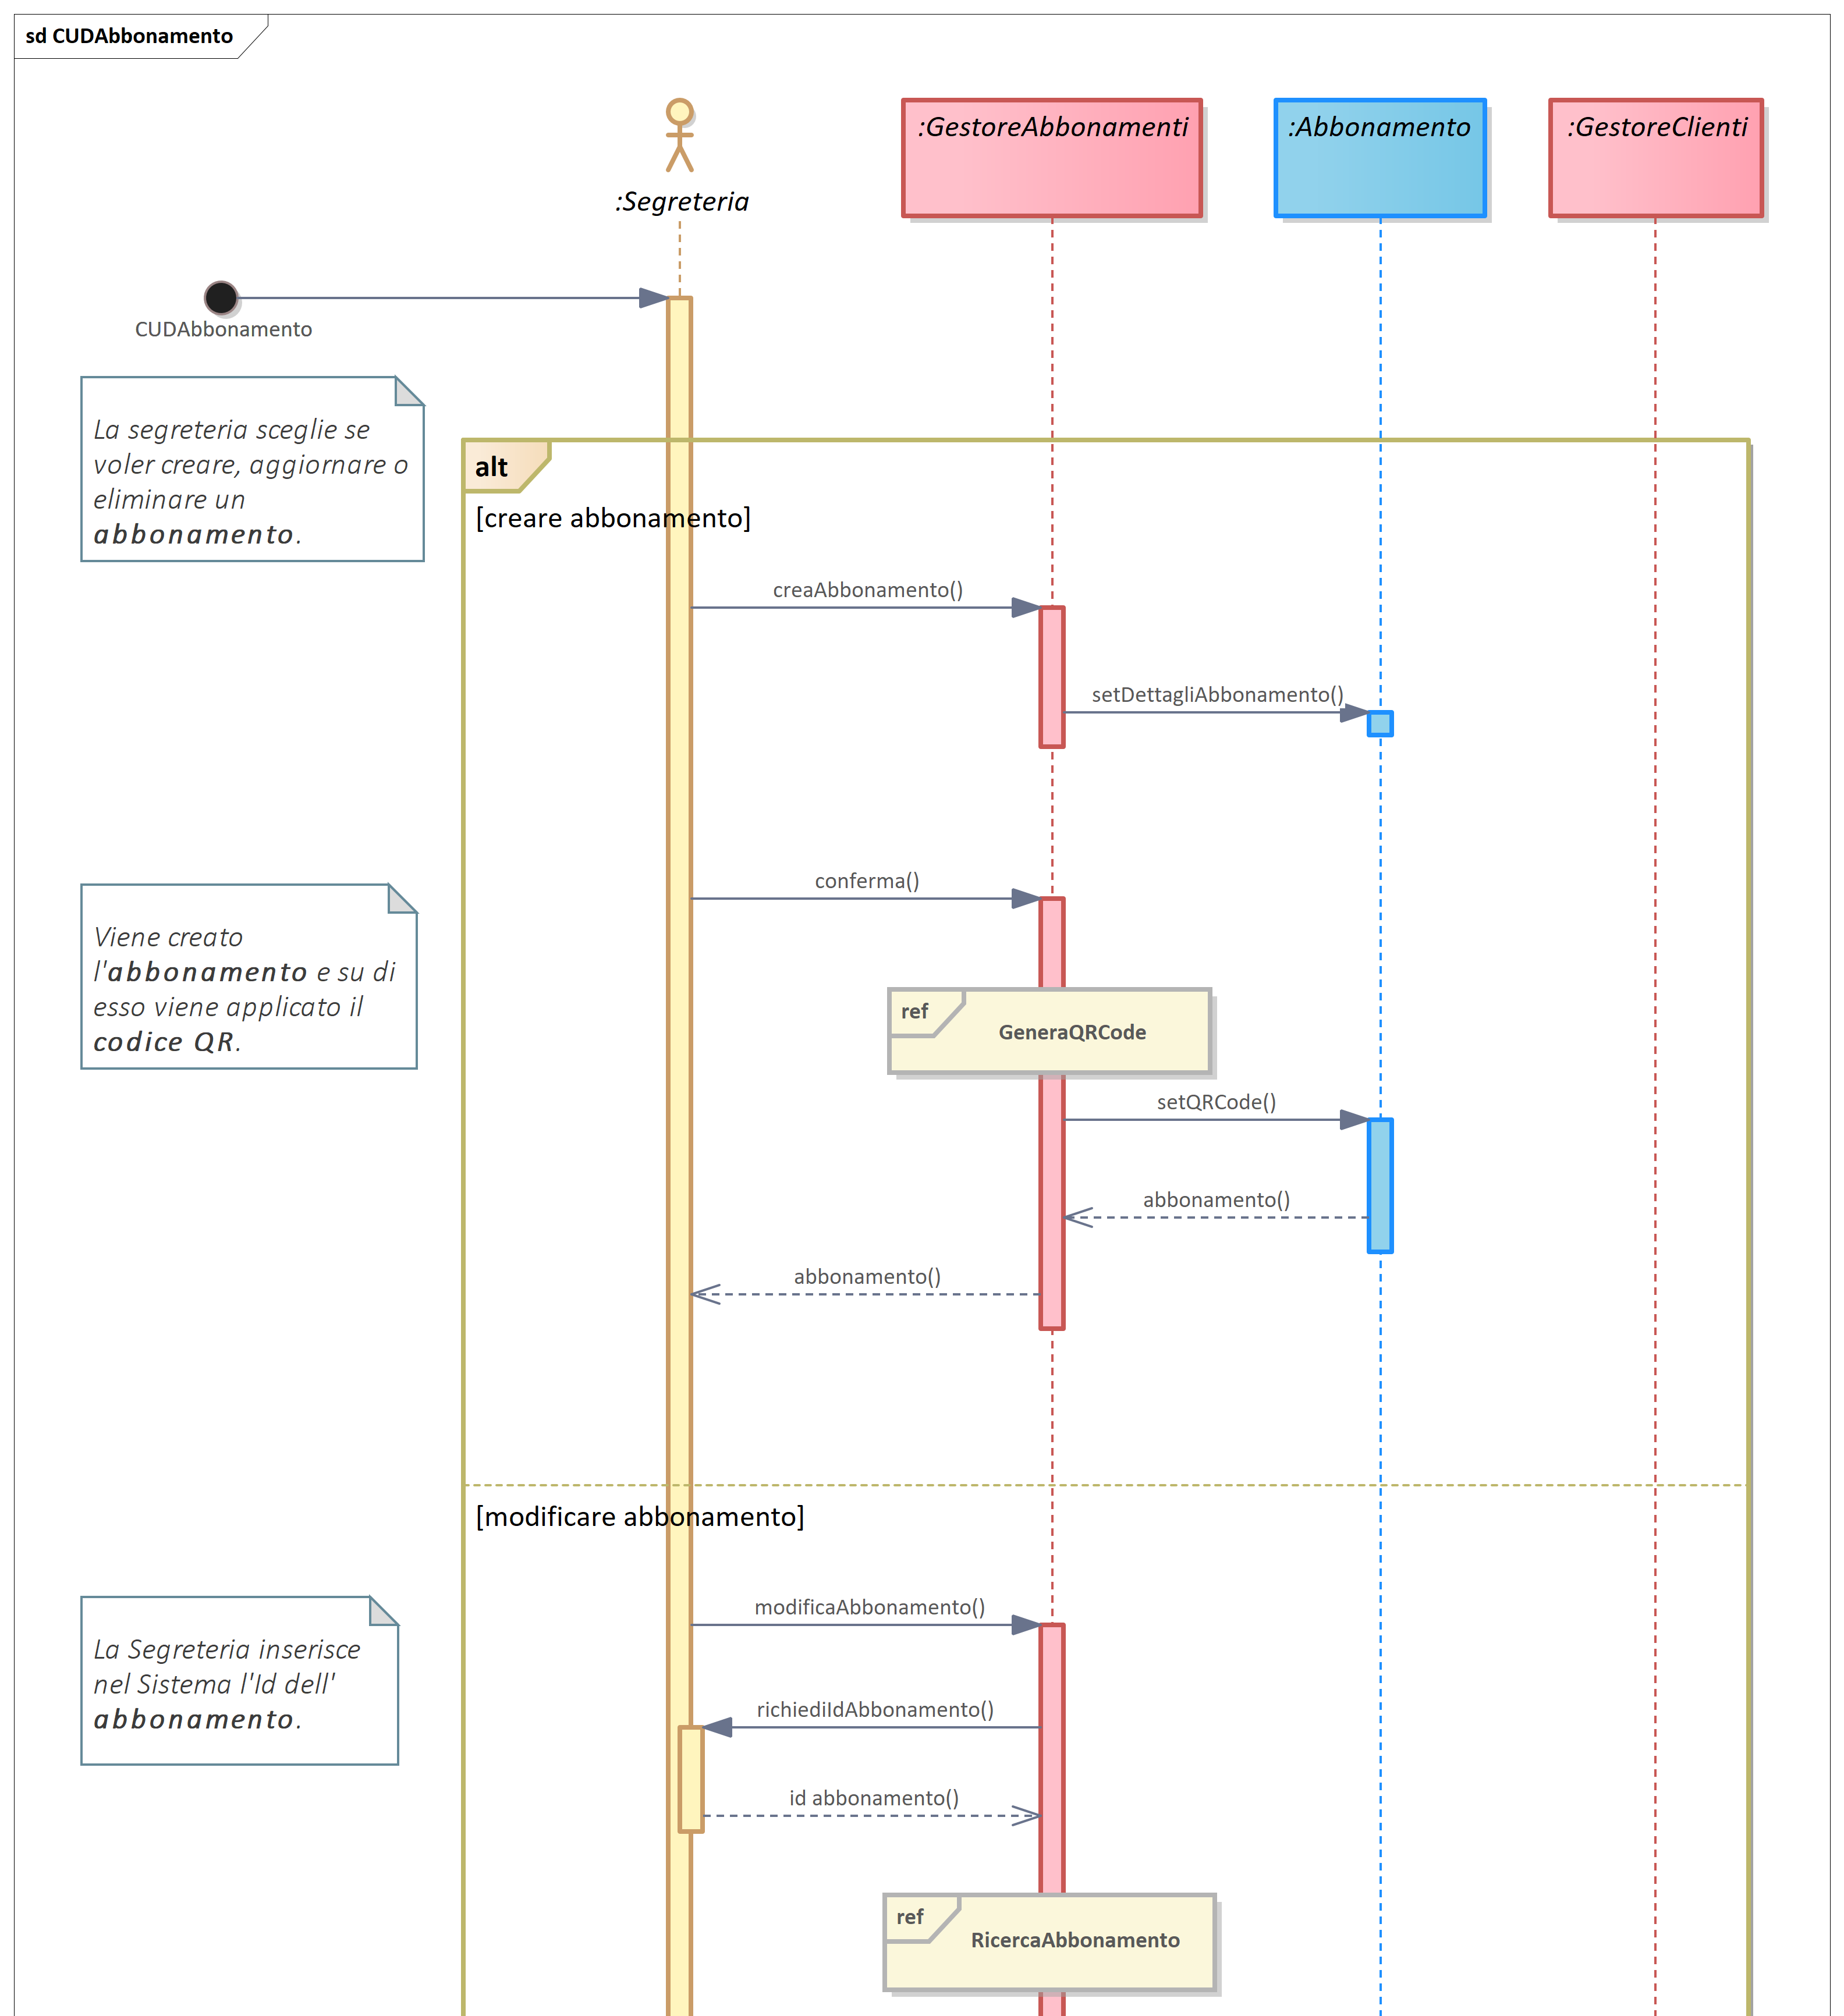 sd CUDAbbonamento
:Segreteria
:GestoreAbbonamenti
:Abbonamento
:GestoreClienti
CUDAbbonamento
La segreteria sceglie se
voler creare, aggiornare o
eliminare un
abbonamento.
alt
[creare abbonamento]
creaAbbonamento()
setDettagliAbbonamento()
conferma()
Viene creato
l'abbonamento e su di
esso viene applicato il
codice QR.
ref
GeneraQRCode
setQRCode()
abbonamento()
abbonamento()
[modificare abbonamento]
modificaAbbonamento()
La Segreteria inserisce
nel Sistema l'Id dell'
abbonamento.
richiediIdAbbonamento()
id abbonamento()
ref
RicercaAbbonamento